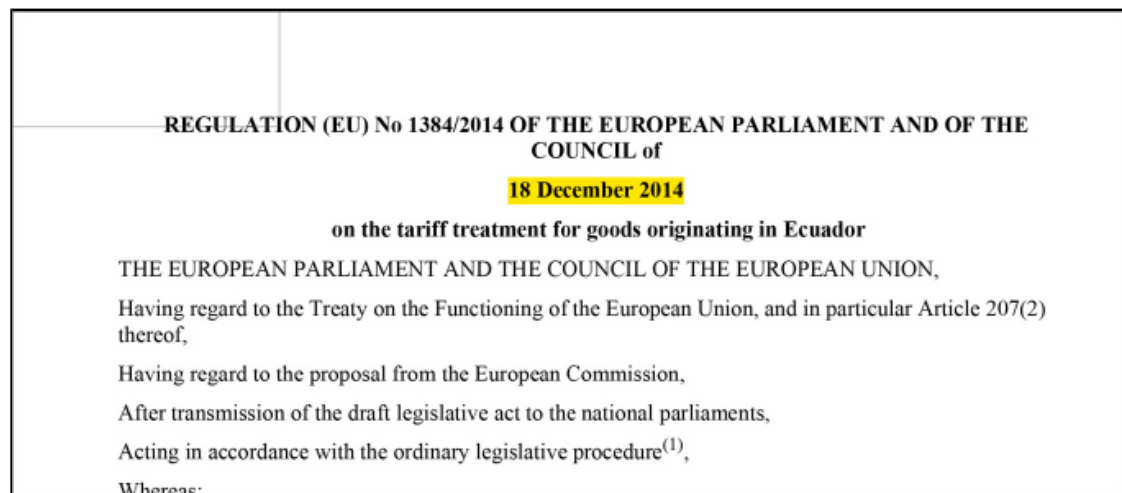 REGULATION (EU) No 1384/2014 OF THE EUROPEAN PARLIAMENT AND OF THE
COUNCIL of
18 December 2014
on the tariff treatment for goods originating in Ecuador
THE EUROPEAN PARLIAMENT AND THE COUNCIL OF THE EUROPEAN UNION,
Having regard to the Treaty on the Functioning of the European Union, and in particular Article 207(2)
thereof,
Having regard to the proposal from the European Commission,
After transmission of the draft legislative act to the national parliaments,
Acting in accordance with the ordinary legislative procedure(1),
Whereas: